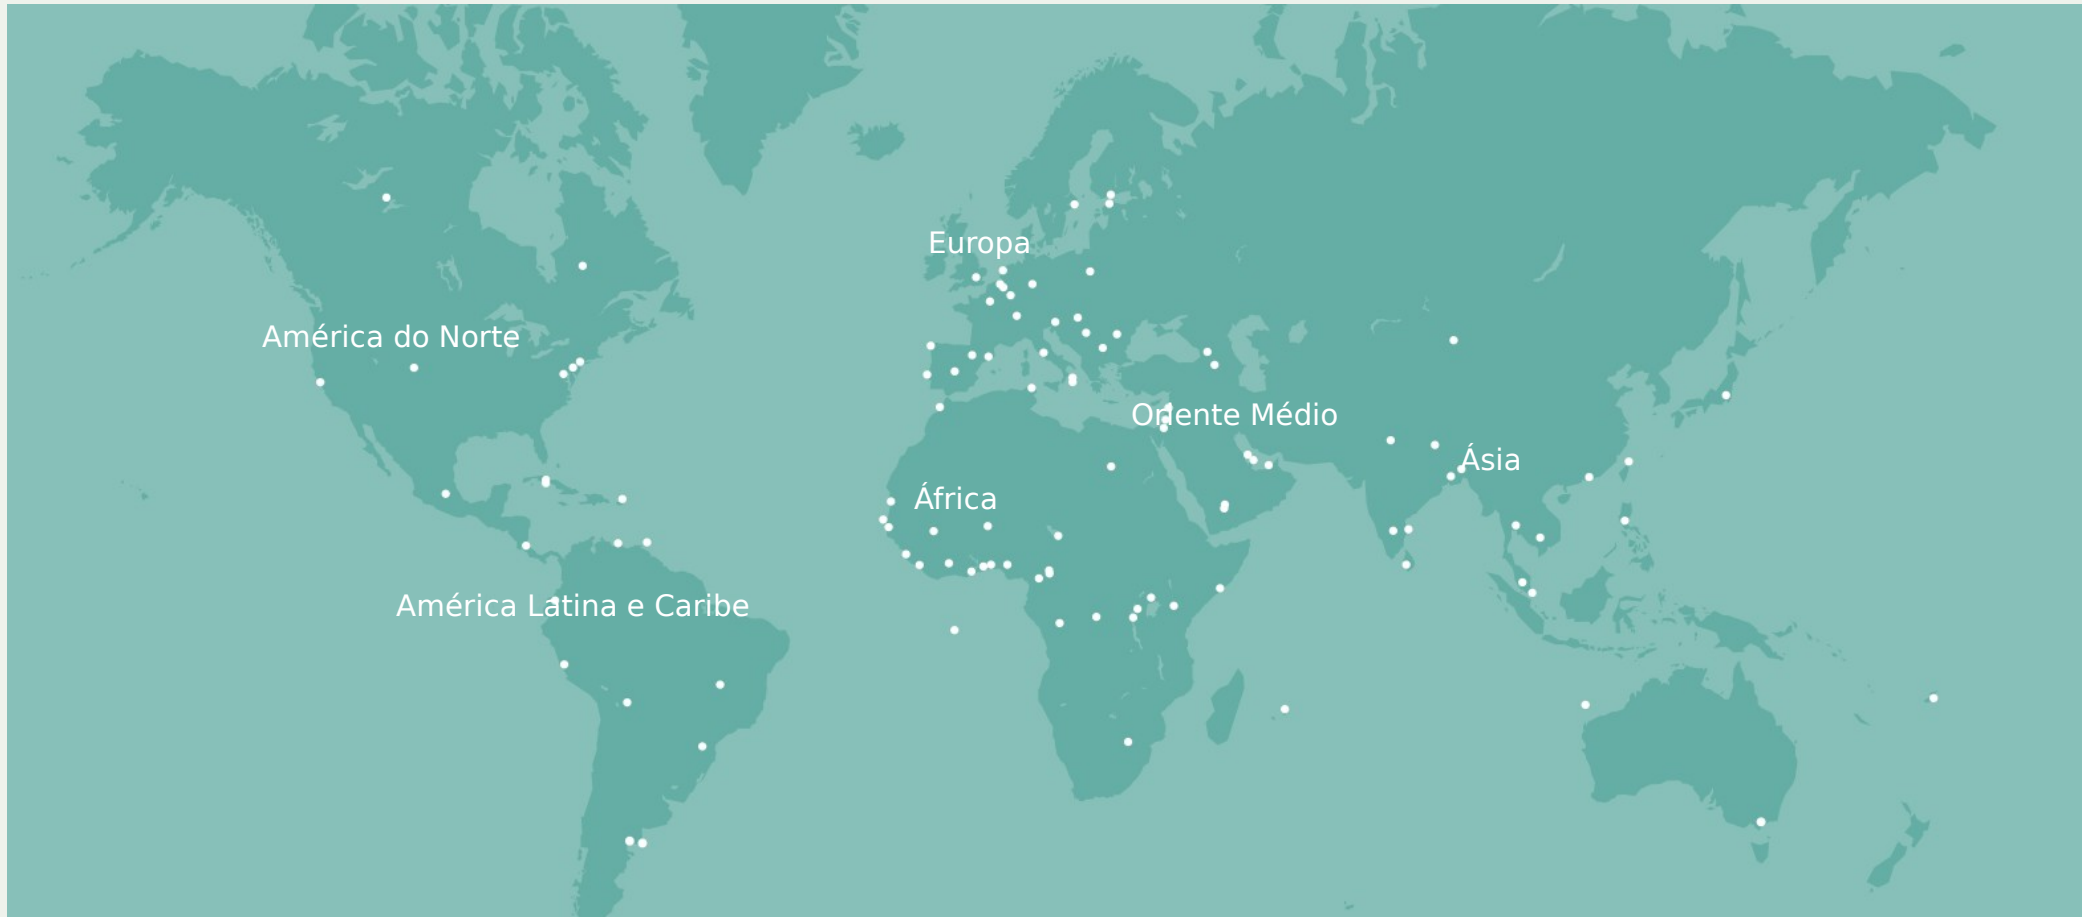 Europa
América do Norte
Oriente Médio
Ásia
África
América Latina e Caribe